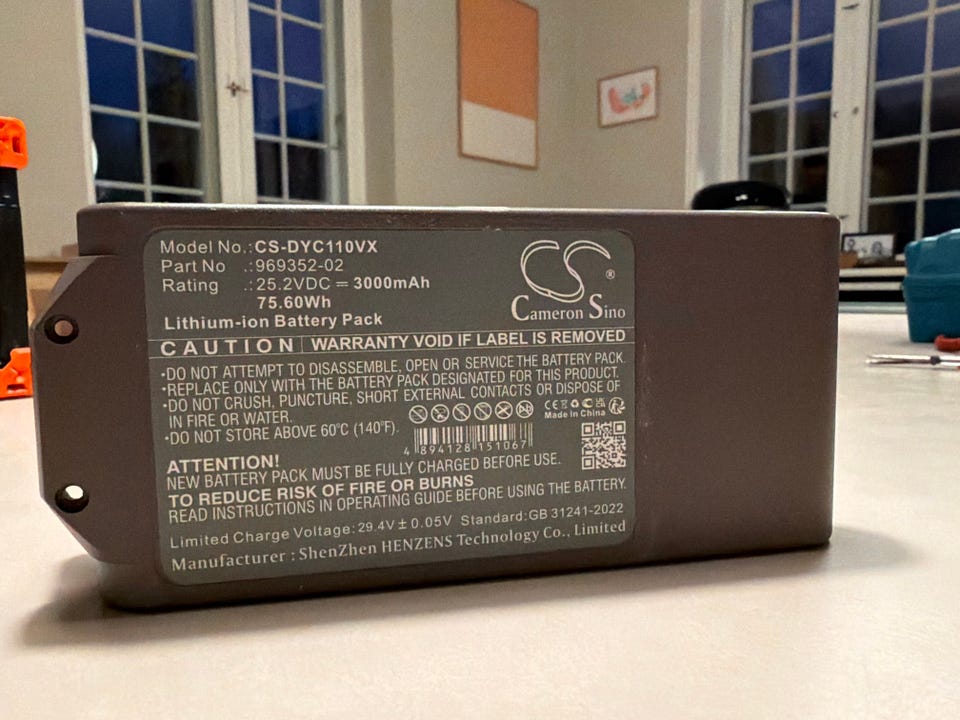 Model No.:CS-DYC110VX
Part No .:969352-02
Rating .:25.2VDC ⎓ 3000mAh
75.60Wh
Lithium-ion Battery Pack
CS ®
Cameron Sino
CAUTION WARRANTY VOID IF LABEL IS REMOVED
·DO NOT ATTEMPT TO DISASSEMBLE, OPEN OR SERVICE THE BATTERY PACK.
·REPLACE ONLY WITH THE BATTERY PACK DESIGNATED FOR THIS PRODUCT.
·DO NOT CRUSH, PUNCTURE, SHORT EXTERNAL CONTACTS OR DISPOSE OF
IN FIRE OR WATER.
·DO NOT STORE ABOVE 60℃ (140℉).
CE
Made in China
4 894128 151067
ATTENTION!
NEW BATTERY PACK MUST BE FULLY CHARGED BEFORE USE.
TO REDUCE RISK OF FIRE OR BURNS
READ INSTRUCTIONS IN OPERATING GUIDE BEFORE USING THE BATTERY.
Limited Charge Voltage: 29.4V ± 0.05V Standard:GB 31241-2022
Manufacturer : ShenZhen HENZENS Technology Co., Limited